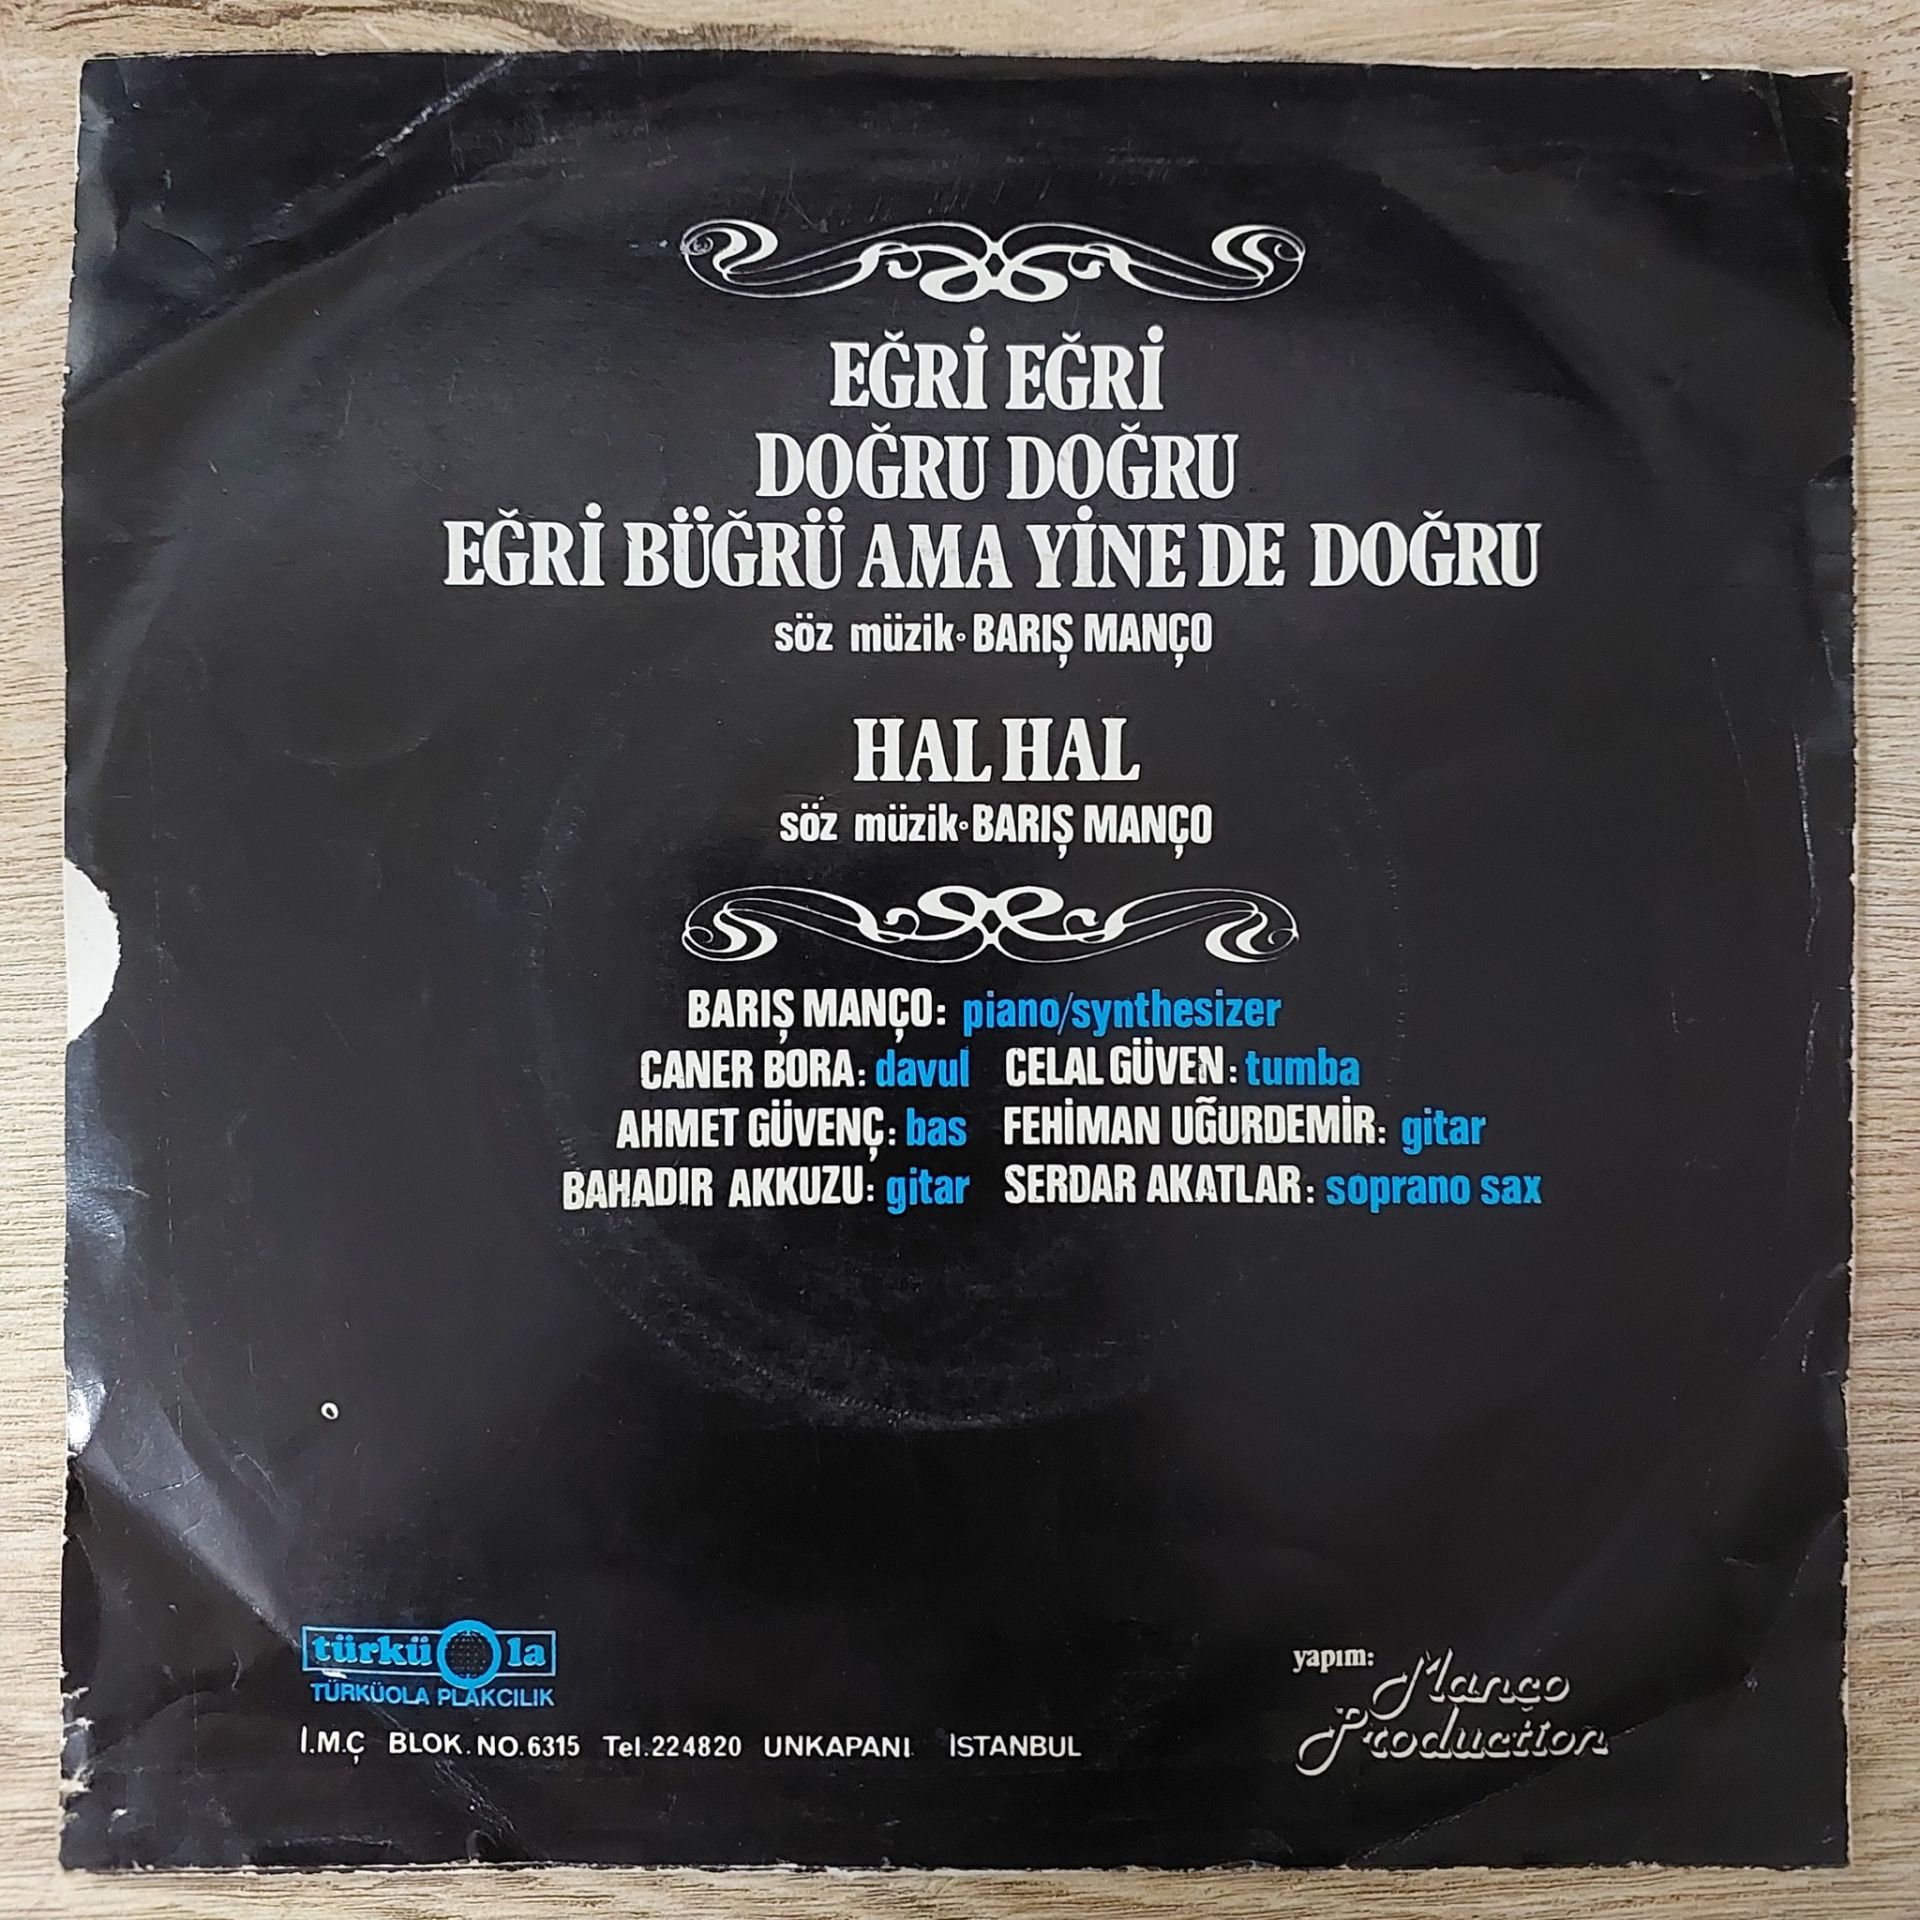 EĞRİ EĞRİ
DOĞRU DOĞRU
EĞRİ BÜĞRÜ AMA YİNE DE DOĞRU
söz müzik• BARIŞ MANÇO
HAL HAL
söz müzik• BARIŞ MANÇO
BARIŞ MANÇO: piano/synthesizer
CANER BORA: davul CELAL GÜVEN: tumba
AHMET GÜVENÇ: bas FEHİMAN UĞURDEMİR: gitar
BAHADIR AKKUZU: gitar SERDAR AKATLAR: soprano sax
türküola
TÜRKÜOLA PLAKCILIK
İ.M.Ç BLOK. NO.6315 Tel.224820 UNKAPANI İSTANBUL
yapım: Manço
Production